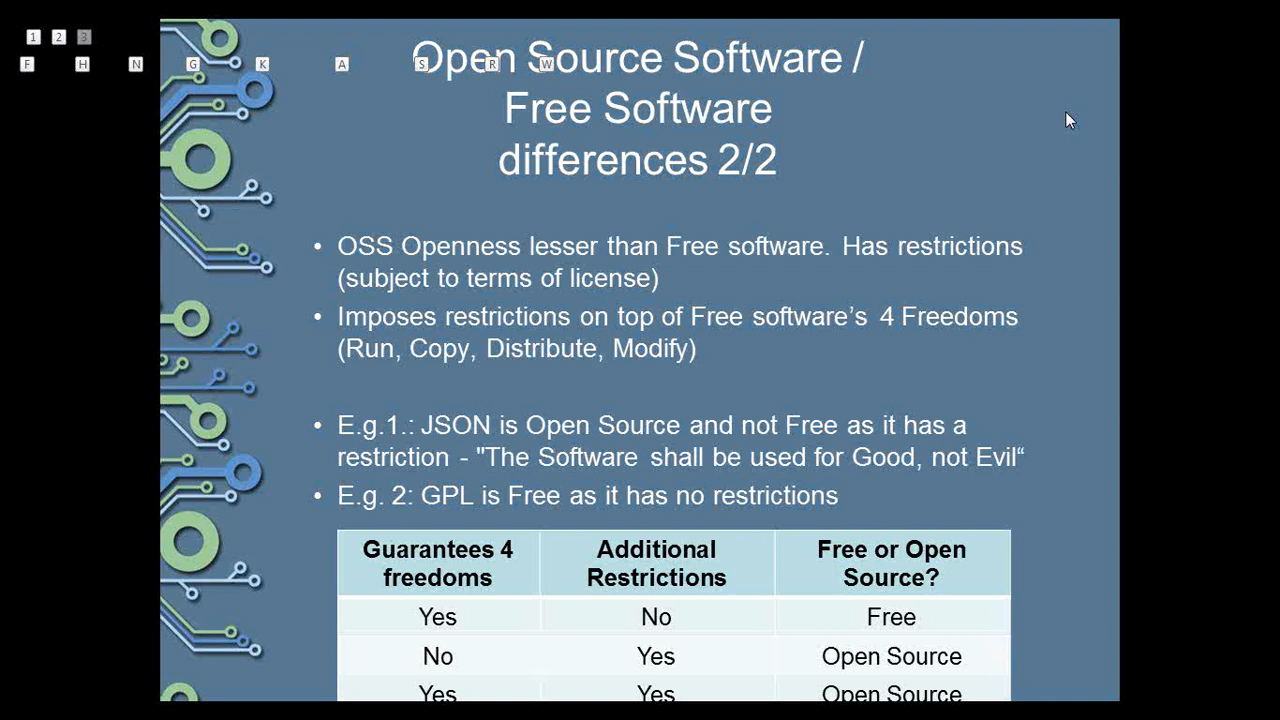 1 2 3
F H N G K A S R W
Open Source Software /
Free Software
differences 2/2
• OSS Openness lesser than Free software. Has restrictions
(subject to terms of license)
• Imposes restrictions on top of Free software’s 4 Freedoms
(Run, Copy, Distribute, Modify)
• E.g.1.: JSON is Open Source and not Free as it has a
restriction - "The Software shall be used for Good, not Evil“
• E.g. 2: GPL is Free as it has no restrictions
Guarantees 4 freedoms Additional Restrictions Free or Open Source?
Yes No Free
No Yes Open Source
Yes Yes Open Source